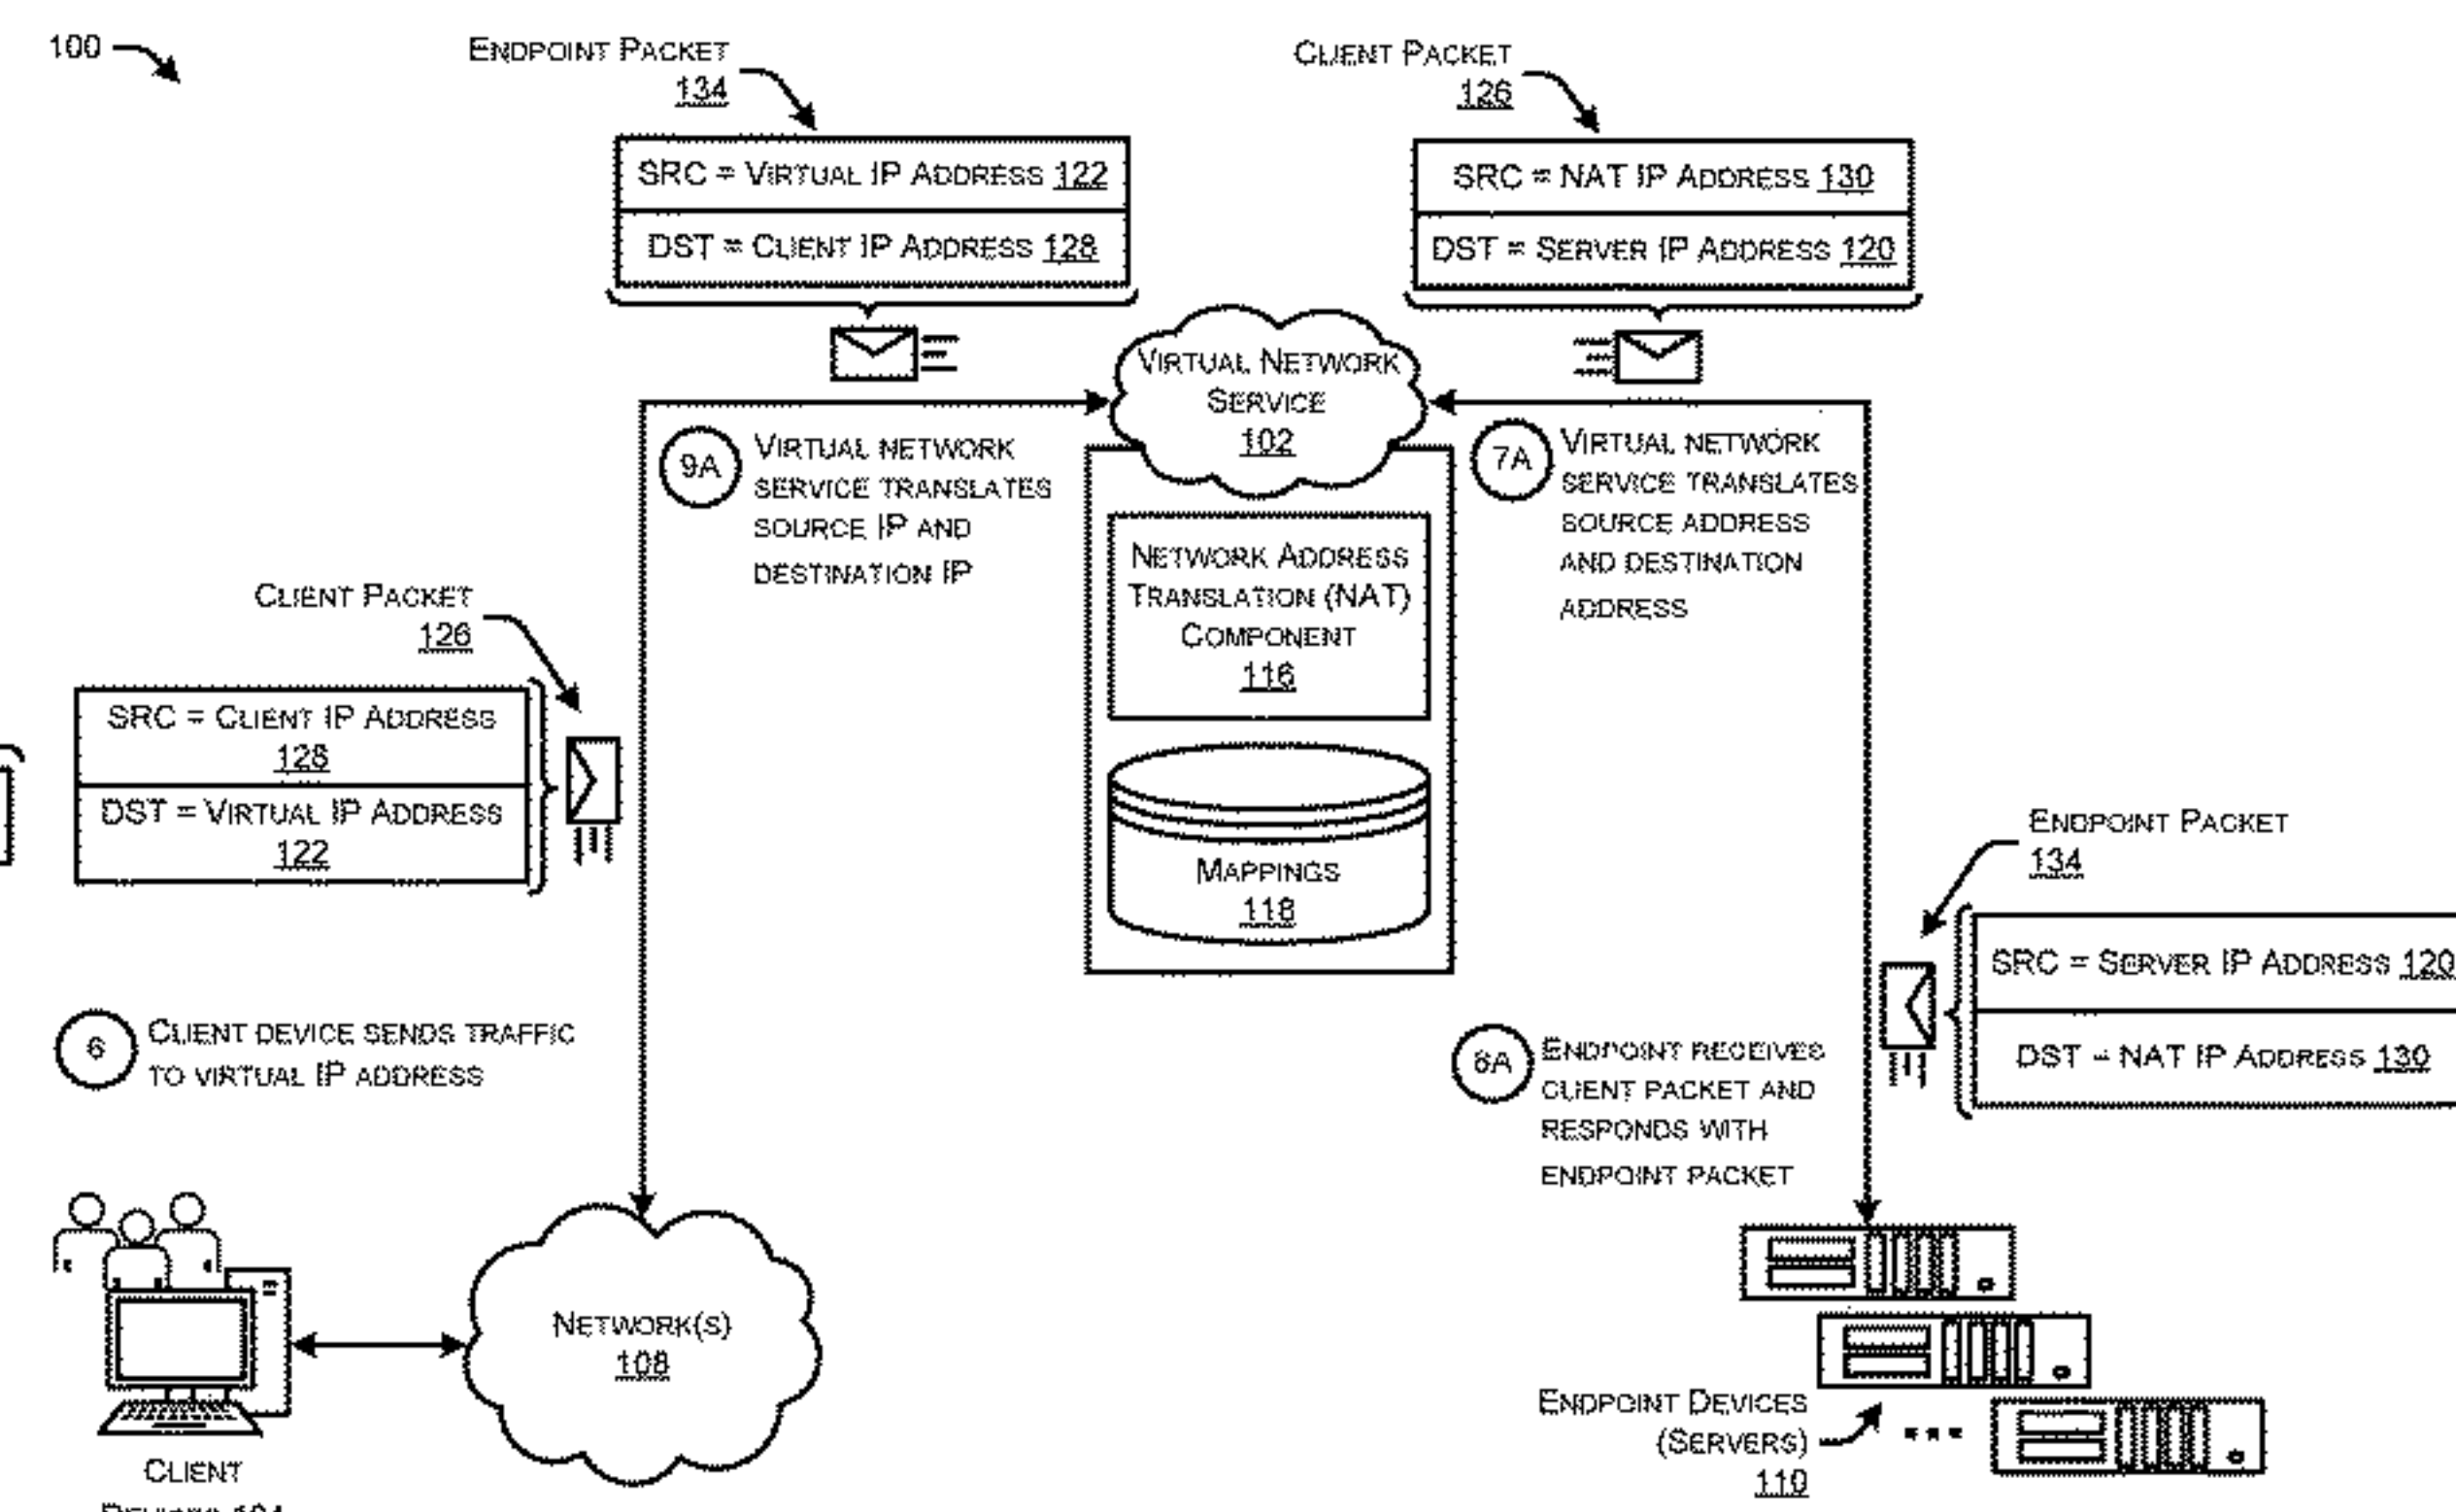 100
ENDPOINT PACKET
134
SRC = VIRTUAL IP ADDRESS 122
DST = CLIENT IP ADDRESS 128
CLIENT PACKET
126
SRC = NAT IP ADDRESS 130
DST = SERVER IP ADDRESS 120
VIRTUAL NETWORK
SERVICE
102
9A
VIRTUAL NETWORK
SERVICE TRANSLATES
SOURCE IP AND
DESTINATION IP
7A
VIRTUAL NETWORK
SERVICE TRANSLATES
SOURCE ADDRESS
AND DESTINATION
ADDRESS
NETWORK ADDRESS
TRANSLATION (NAT)
COMPONENT
116
MAPPINGS
118
CLIENT PACKET
126
SRC = CLIENT IP ADDRESS
128
DST = VIRTUAL IP ADDRESS
122
ENDPOINT PACKET
134
SRC = SERVER IP ADDRESS 120
DST = NAT IP ADDRESS 130
6
CLIENT DEVICE SENDS TRAFFIC
TO VIRTUAL IP ADDRESS
8A
ENDPOINT RECEIVES
CLIENT PACKET AND
RESPONDS WITH
ENDPOINT PACKET
NETWORK(S)
108
CLIENT
ENDPOINT DEVICES
(SERVERS)
110